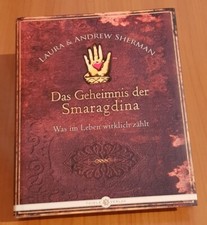 LAURA & ANDREW SHERMAN
Das Geheimnis der
Smaragdina
Was im Leben wirklich zählt